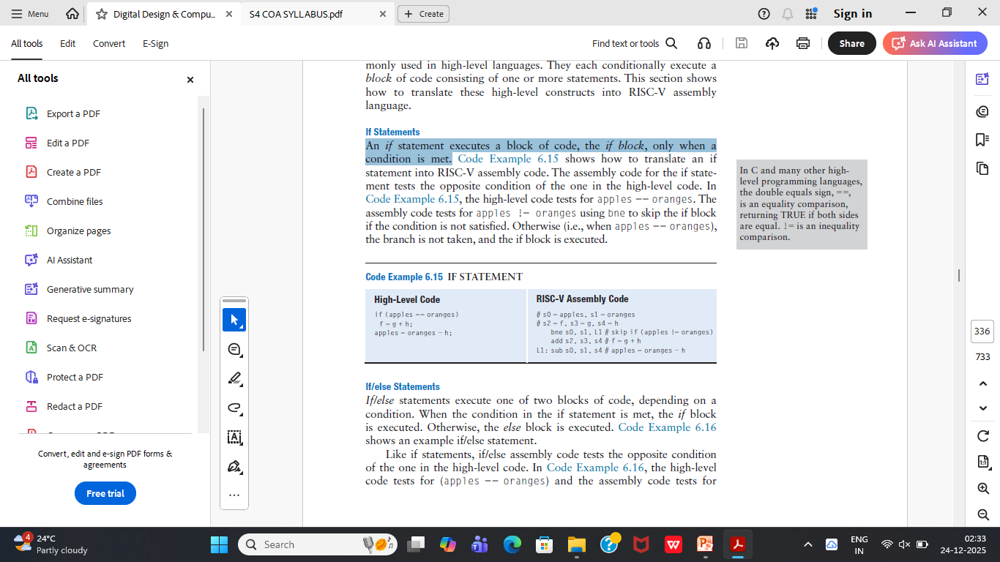 Menu
Digital Design & Compu...
S4 COA SYLLABUS.pdf
Create
Sign in
All tools
Edit
Convert
E-Sign
Find text or tools
Share
Ask AI Assistant
All tools
Export a PDF
Edit a PDF
Create a PDF
Combine files
Organize pages
AI Assistant
Generative summary
Request e-signatures
Scan & OCR
Protect a PDF
Redact a PDF
Convert, edit and e-sign PDF forms &
agreements
Free trial
monly used in high-level languages. They each conditionally execute a
block of code consisting of one or more statements. This section shows
how to translate these high-level constructs into RISC-V assembly
language.
If Statements
An if statement executes a block of code, the if block, only when a
condition is met. Code Example 6.15 shows how to translate an if
statement into RISC-V assembly code. The assembly code for the if state-
ment tests the opposite condition of the one in the high-level code. In
Code Example 6.15, the high-level code tests for apples == oranges. The
assembly code tests for apples != oranges using bne to skip the if block
if the condition is not satisfied. Otherwise (i.e., when apples == oranges),
the branch is not taken, and the if block is executed.
In C and many other high-
level programming languages,
the double equals sign, ==,
is an equality comparison,
returning TRUE if both sides
are equal. != is an inequality
comparison.
Code Example 6.15 IF STATEMENT
High-Level Code
if (apples == oranges)
f = g + h;
apples = oranges − h;
RISC-V Assembly Code
# s0 = apples, s1 = oranges
# s2 = f, s3 = g, s4 = h
bne s0, s1, L1 # skip if (apples != oranges)
add s2, s3, s4 # f = g + h
L1: sub s0, s1, s4 # apples = oranges − h
If/else Statements
If/else statements execute one of two blocks of code, depending on a
condition. When the condition in the if statement is met, the if block
is executed. Otherwise, the else block is executed. Code Example 6.16
shows an example if/else statement.
Like if statements, if/else assembly code tests the opposite condition
of the one in the high-level code. In Code Example 6.16, the high-level
code tests for (apples == oranges) and the assembly code tests for
336
733
4
24°C
Partly cloudy
Search
ENG
IN
02:33
24-12-2025